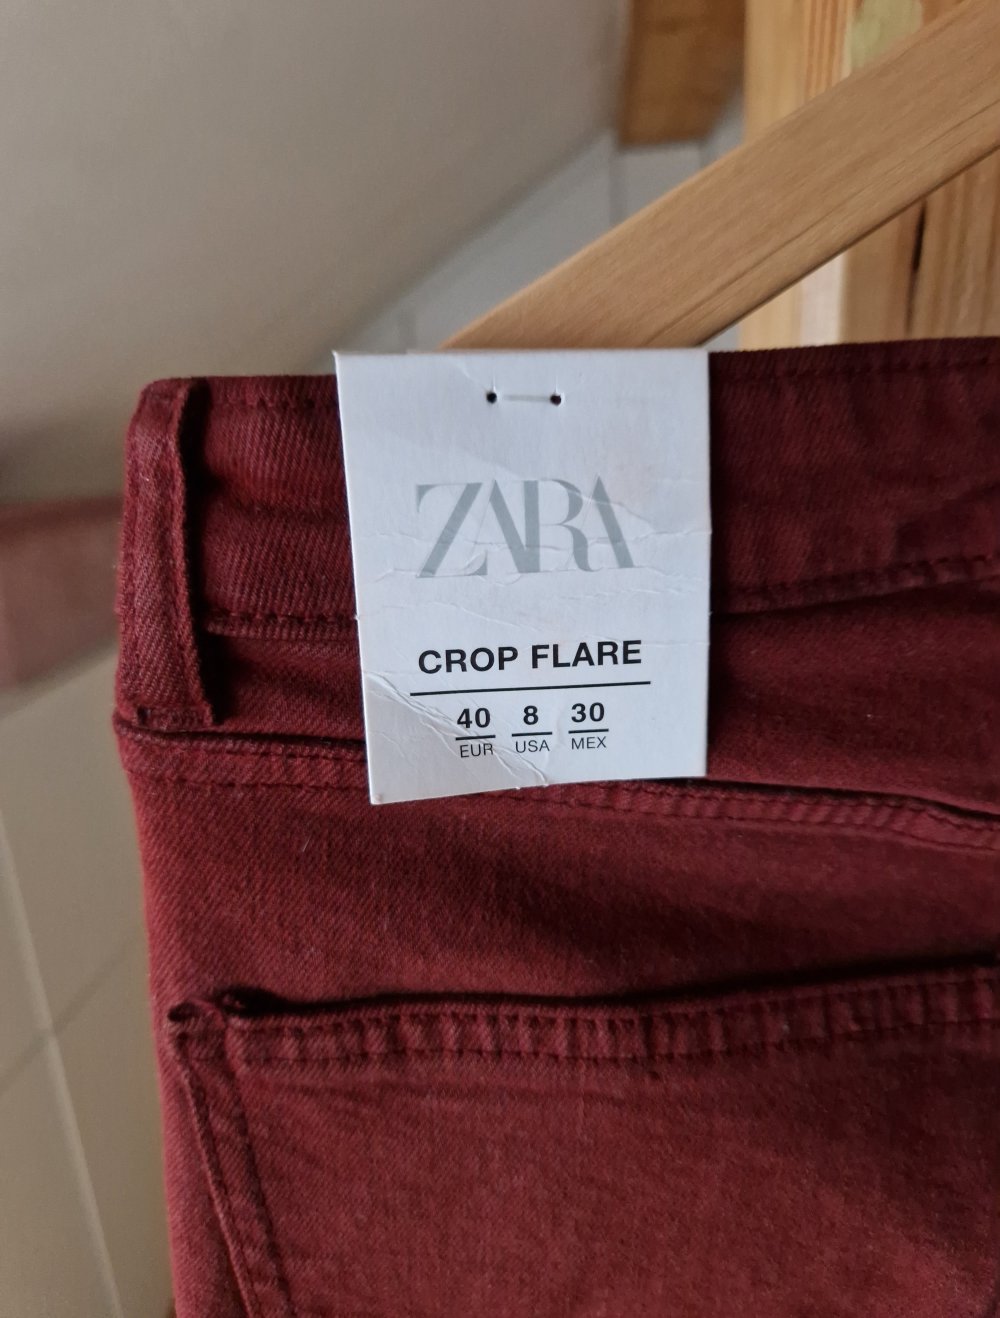 ZARA
CROP FLARE
40 8 30
EUR USA MEX